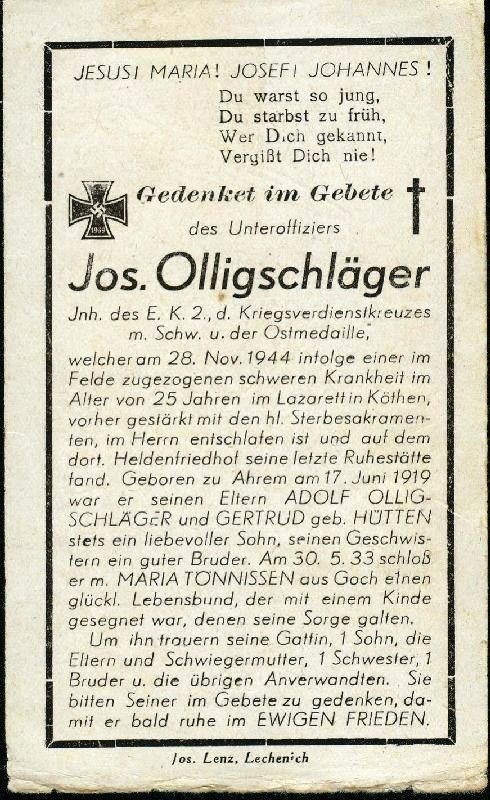 JESUS! MARIA! JOSEF! JOHANNES!
Du warst so jung,
Du starbst zu früh,
Wer Dich gekannt,
Vergißt Dich nie!
1939
Gedenket im Gebete
des Unteroffiziers
Jos. Olligschläger
Jnh. des E. K. 2., d. Kriegsverdienstkreuzes
m. Schw. u. der Ostmedaille,
welcher am 28. Nov. 1944 infolge einer im
Felde zugezogenen schweren Krankheit im
Alter von 25 Jahren im Lazarett in Köthen,
vorher gestärkt mit den hl. Sterbesakramen-
ten, im Herrn entschlafen ist und auf dem
dort. Heldenfriedhof seine letzte Ruhestätte
fand. Geboren zu Ahrem am 17. Juni 1919
war er seinen Eltern ADOLF OLLIG-
SCHLÄGER und GERTRUD geb. HÜTTEN
stets ein liebevoller Sohn, seinen Geschwis-
tern ein guter Bruder. Am 30. 5. 33 schloß
er m. MARIA TÖNNISSEN aus Goch einen
glückl. Lebensbund, der mit einem Kinde
gesegnet war, denen seine Sorge galten.
Um ihn trauern seine Gattin, 1 Sohn, die
Eltern und Schwiegermutter, 1 Schwester, 1
Bruder u. die übrigen Anverwandten. Sie
bitten Seiner im Gebete zu gedenken, da-
mit er bald ruhe im EWIGEN FRIEDEN.
Jos. Lenz, Lechenich